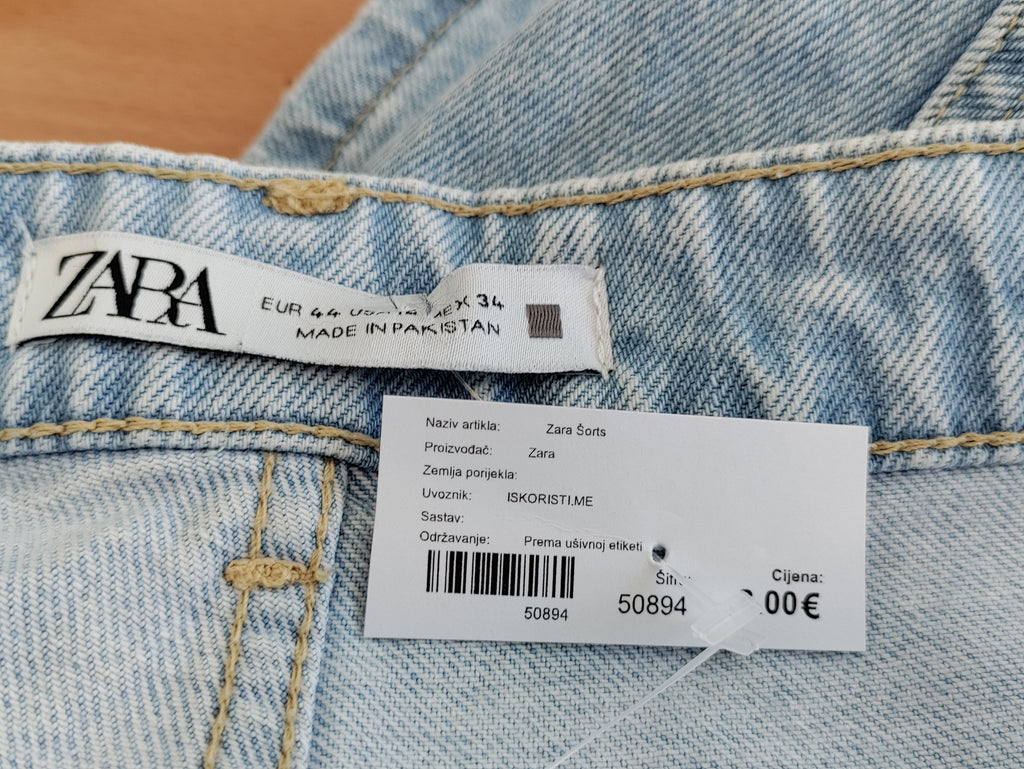 ZARA
EUR 44 MEX 34
MADE IN PAKISTAN
Naziv artikla: Zara Šorts
Proizvođač: Zara
Zemlja porijekla:
Uvoznik: ISKORISTI.ME
Sastav:
Održavanje: Prema ušivnoj etiketi
50894
50894
Cijena:
.00€